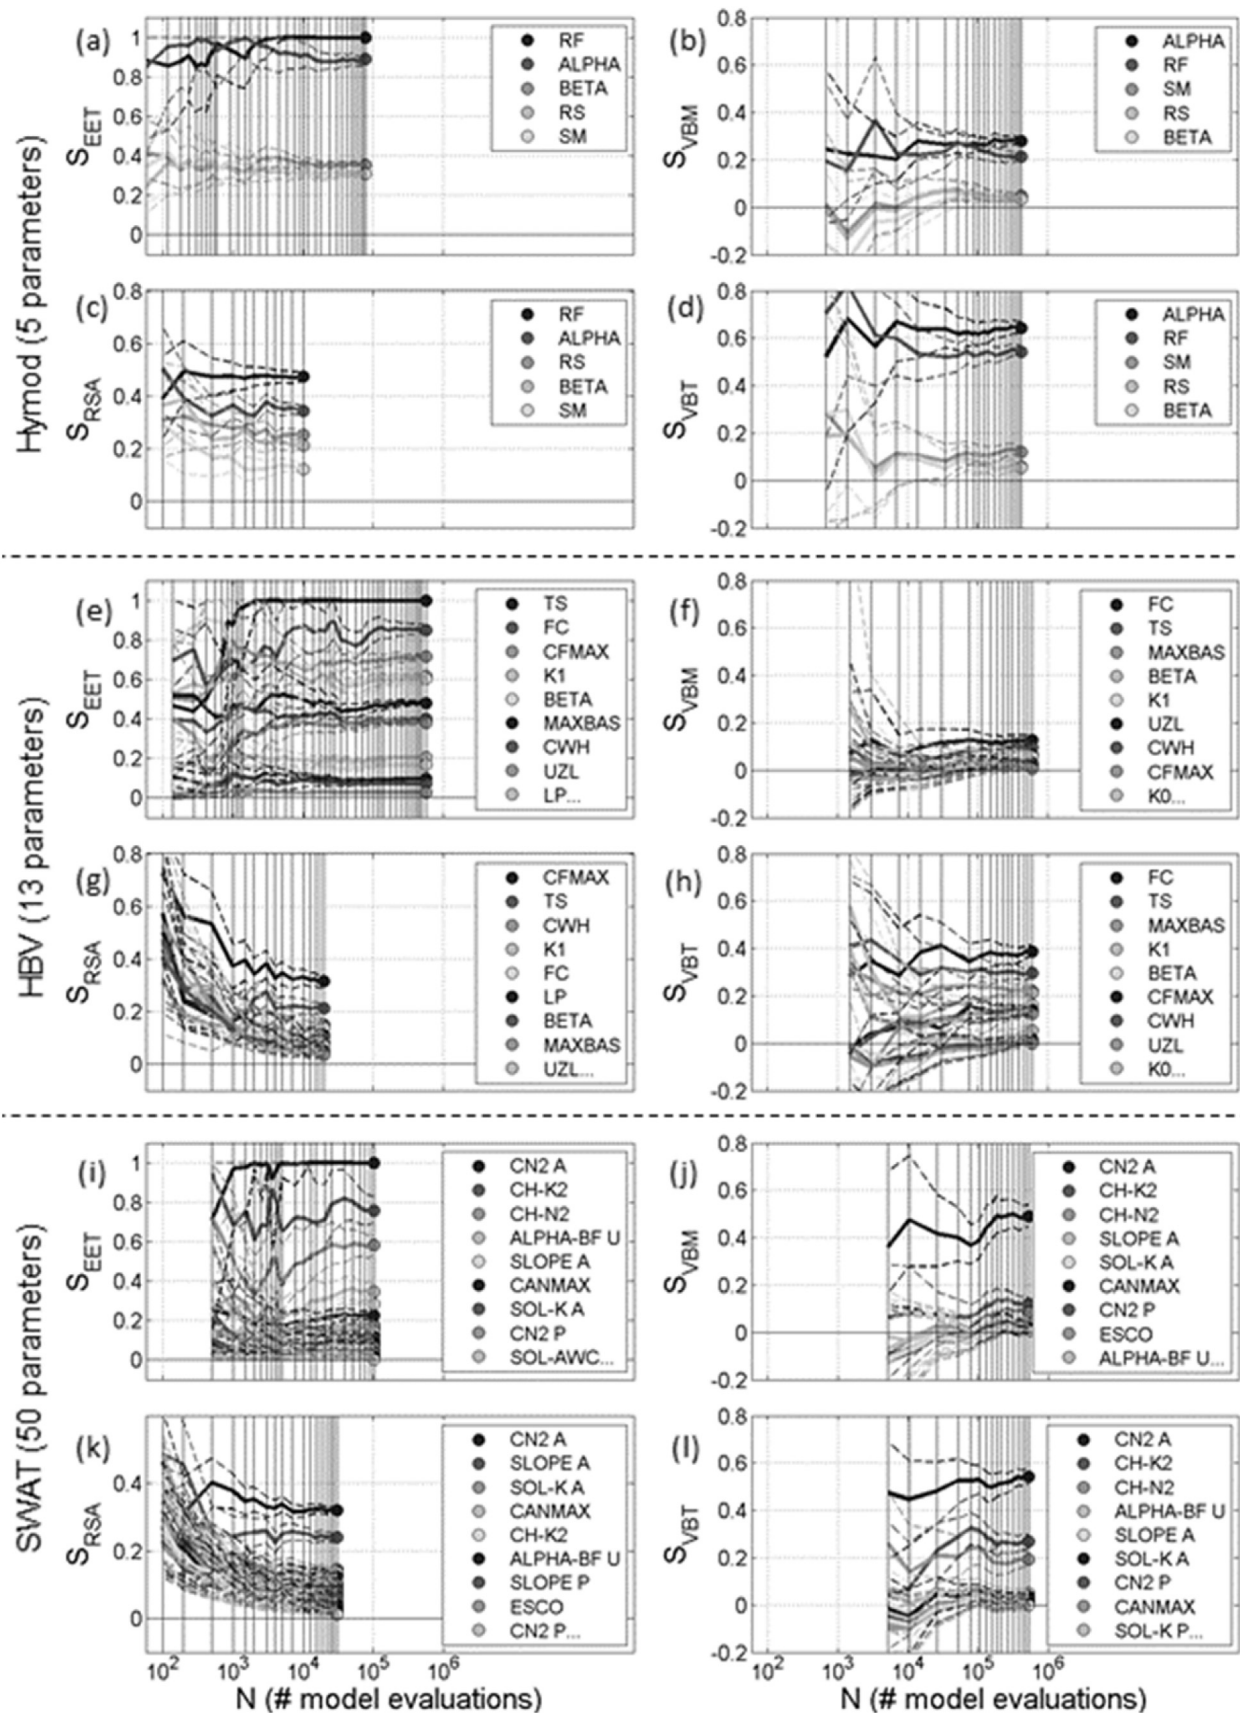 Hymod (5 parameters)
(a)
S_EET
1
0.8
0.6
0.4
0.2
0
RF
ALPHA
BETA
RS
SM
(b)
S_VBM
0.8
0.6
0.4
0.2
0
-0.2
ALPHA
RF
SM
RS
BETA
(c)
S_RSA
0.8
0.6
0.4
0.2
0
RF
ALPHA
RS
BETA
SM
(d)
S_VBT
0.8
0.6
0.4
0.2
0
-0.2
ALPHA
RF
SM
RS
BETA
HBV (13 parameters)
(e)
S_EET
1
0.8
0.6
0.4
0.2
0
TS
FC
CFMAX
K1
BETA
MAXBAS
CWH
UZL
LP...
(f)
S_VBM
0.8
0.6
0.4
0.2
0
-0.2
FC
TS
MAXBAS
BETA
K1
UZL
CWH
CFMAX
K0...
(g)
S_RSA
0.8
0.6
0.4
0.2
0
CFMAX
TS
CWH
K1
FC
LP
BETA
MAXBAS
UZL...
(h)
S_VBT
0.8
0.6
0.4
0.2
0
-0.2
FC
TS
MAXBAS
K1
BETA
CFMAX
CWH
UZL
K0...
SWAT (50 parameters)
(i)
S_EET
1
0.8
0.6
0.4
0.2
0
CN2 A
CH-K2
CH-N2
ALPHA-BF U
SLOPE A
CANMAX
SOL-K A
CN2 P
SOL-AWC...
(j)
S_VBM
0.8
0.6
0.4
0.2
0
-0.2
CN2 A
CH-K2
CH-N2
SLOPE A
SOL-K A
CANMAX
CN2 P
ESCO
ALPHA-BF U...
(k)
S_RSA
0.4
0.2
0
CN2 A
SLOPE A
SOL-K A
CANMAX
CH-K2
ALPHA-BF U
SLOPE P
ESCO
CN2 P...
10^2 10^3 10^4 10^5 10^6
N (# model evaluations)
(l)
S_VBT
0.8
0.6
0.4
0.2
0
-0.2
CN2 A
CH-K2
CH-N2
ALPHA-BF U
SLOPE A
SOL-K A
CN2 P
CANMAX
SOL-K P...
10^2 10^3 10^4 10^5 10^6
N (# model evaluations)